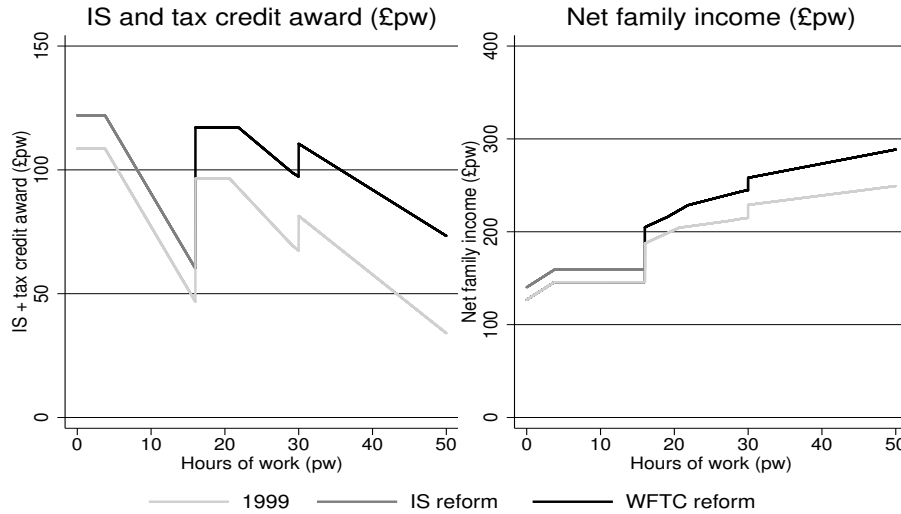 IS and tax credit award (£pw)
IS + tax credit award (£pw)
150
100
50
0
0 10 20 30 40 50
Hours of work (pw)
Net family income (£pw)
Net family income (£pw)
400
300
200
100
0
0 10 20 30 40 50
Hours of work (pw)
1999 IS reform WFTC reform